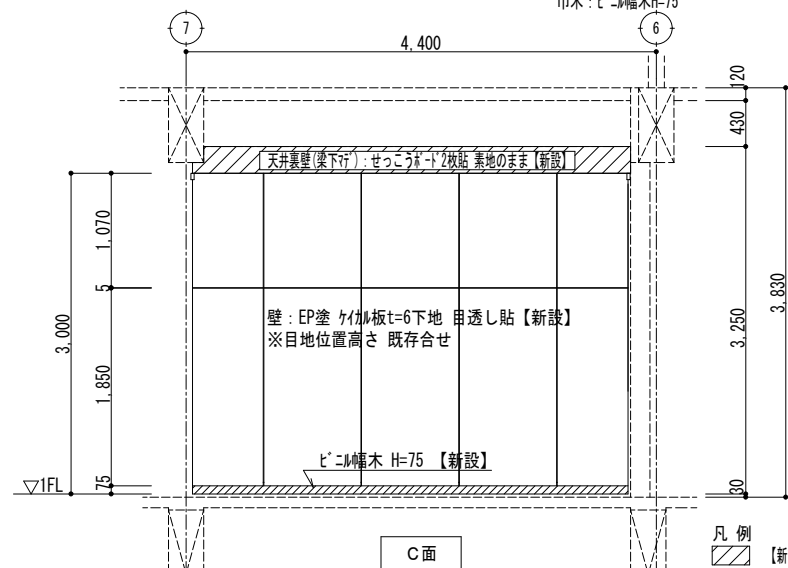 巾木：ﾋﾞﾆﾙ幅木H=75
7
6
4,400
120
430
天井裏壁(梁下ﾏﾃﾞ)：せっこうﾎﾞｰﾄﾞ2枚貼 素地のまま【新設】
1,070
5
3,000
1,850
75
壁：EP塗 ｹｲｶﾙ板t=6下地 目透し貼【新設】
※目地位置高さ 既存合せ
3,250
3,830
ﾋﾞﾆﾙ幅木 H=75 【新設】
▽1FL
30
C面
凡 例
【新